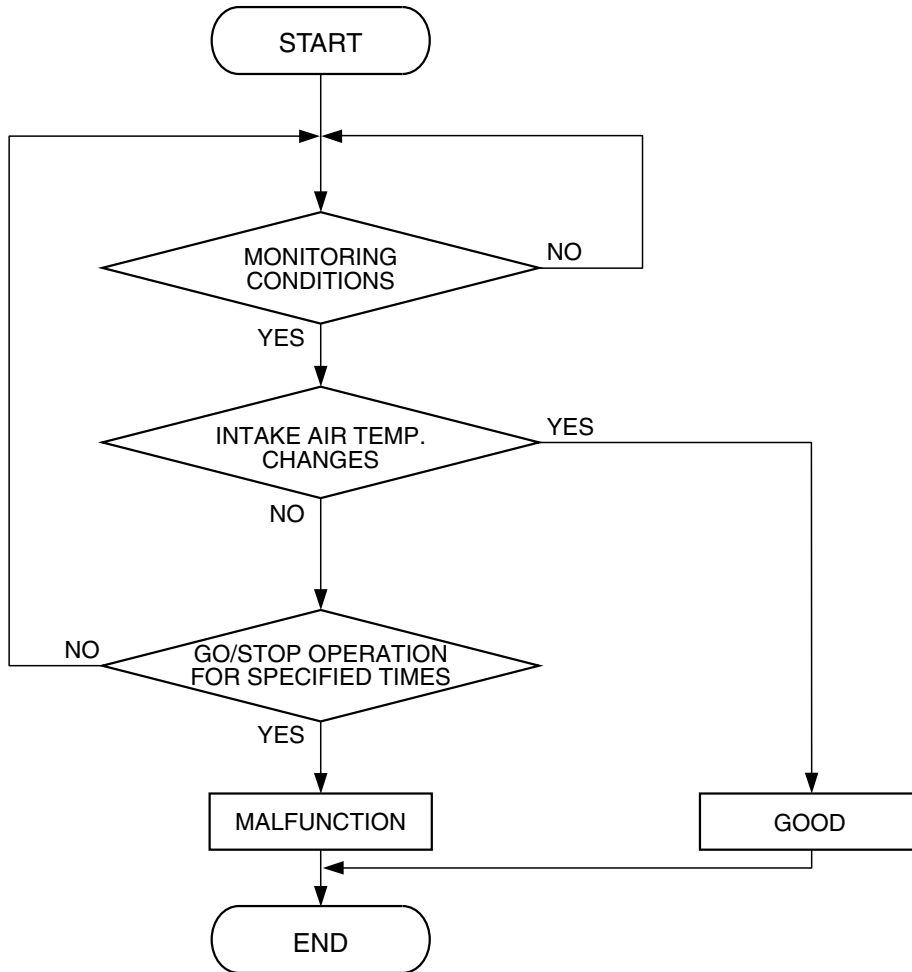 START
MONITORING
CONDITIONS
NO
YES
INTAKE AIR TEMP.
CHANGES
YES
NO
GO/STOP OPERATION
FOR SPECIFIED TIMES
NO
YES
MALFUNCTION
GOOD
END